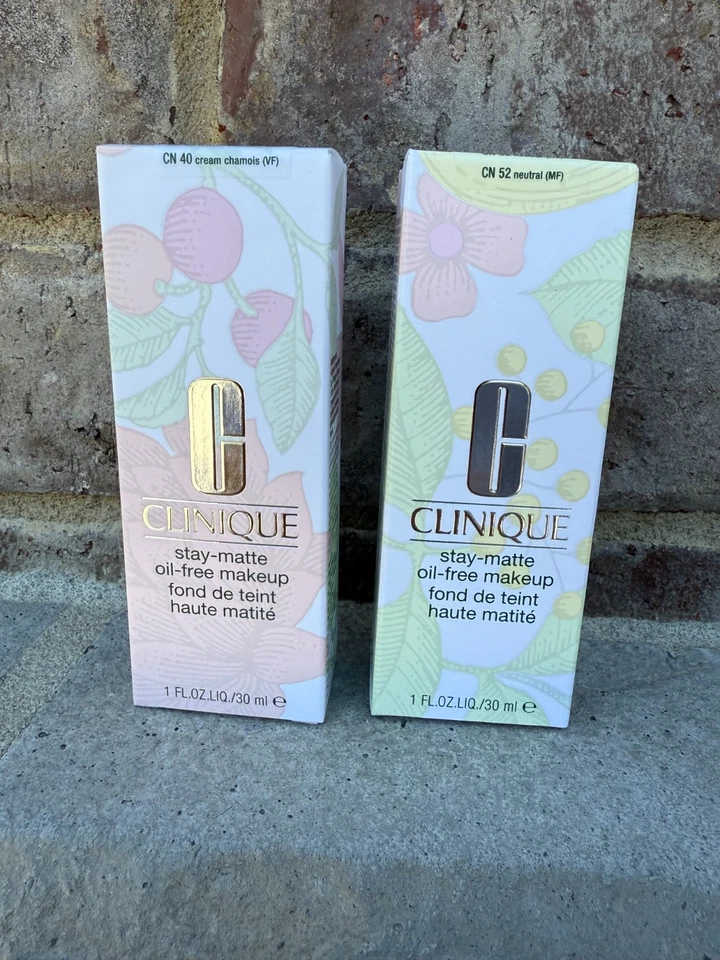 CN 40 cream chamois (VF)
CLINIQUE
stay-matte
oil-free makeup
fond de teint
haute matité
1 FL.OZ.LIQ./30 ml ℮
CN 52 neutral (MF)
CLINIQUE
stay-matte
oil-free makeup
fond de teint
haute matité
1 FL.OZ.LIQ./30 ml ℮